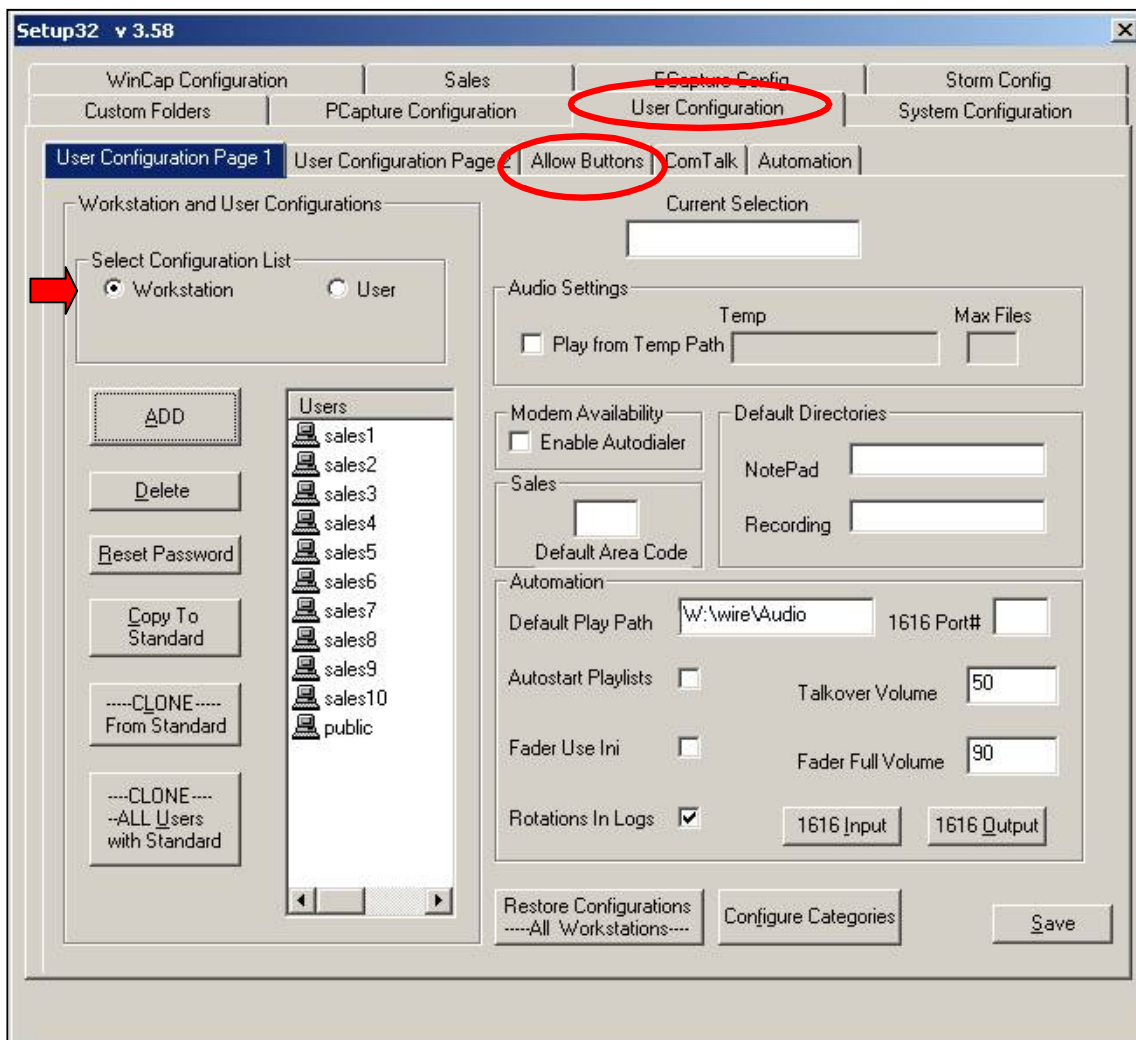 Setup32 v 3.58
WinCap Configuration
Sales
ECapture Config
Storm Config
Custom Folders
PCapture Configuration
User Configuration
System Configuration
User Configuration Page 1
User Configuration Page 2
Allow Buttons
ComTalk
Automation
Workstation and User Configurations
Select Configuration List
Workstation
User
ADD
Delete
Reset Password
Copy To
Standard
-----CLONE-----
From Standard
----CLONE----
--ALL Users
with Standard
Users
sales1
sales2
sales3
sales4
sales5
sales6
sales7
sales8
sales9
sales10
public
Current Selection
Audio Settings
Temp
Max Files
Play from Temp Path
Modem Availability
Enable Autodialer
Sales
Default Area Code
Default Directories
NotePad
Recording
Automation
Default Play Path
W:\wire\Audio
1616 Port#
Autostart Playlists
Talkover Volume
50
Fader Use Ini
Fader Full Volume
90
Rotations In Logs
1616 Input
1616 Output
Restore Configurations
-----All Workstations----
Configure Categories
Save